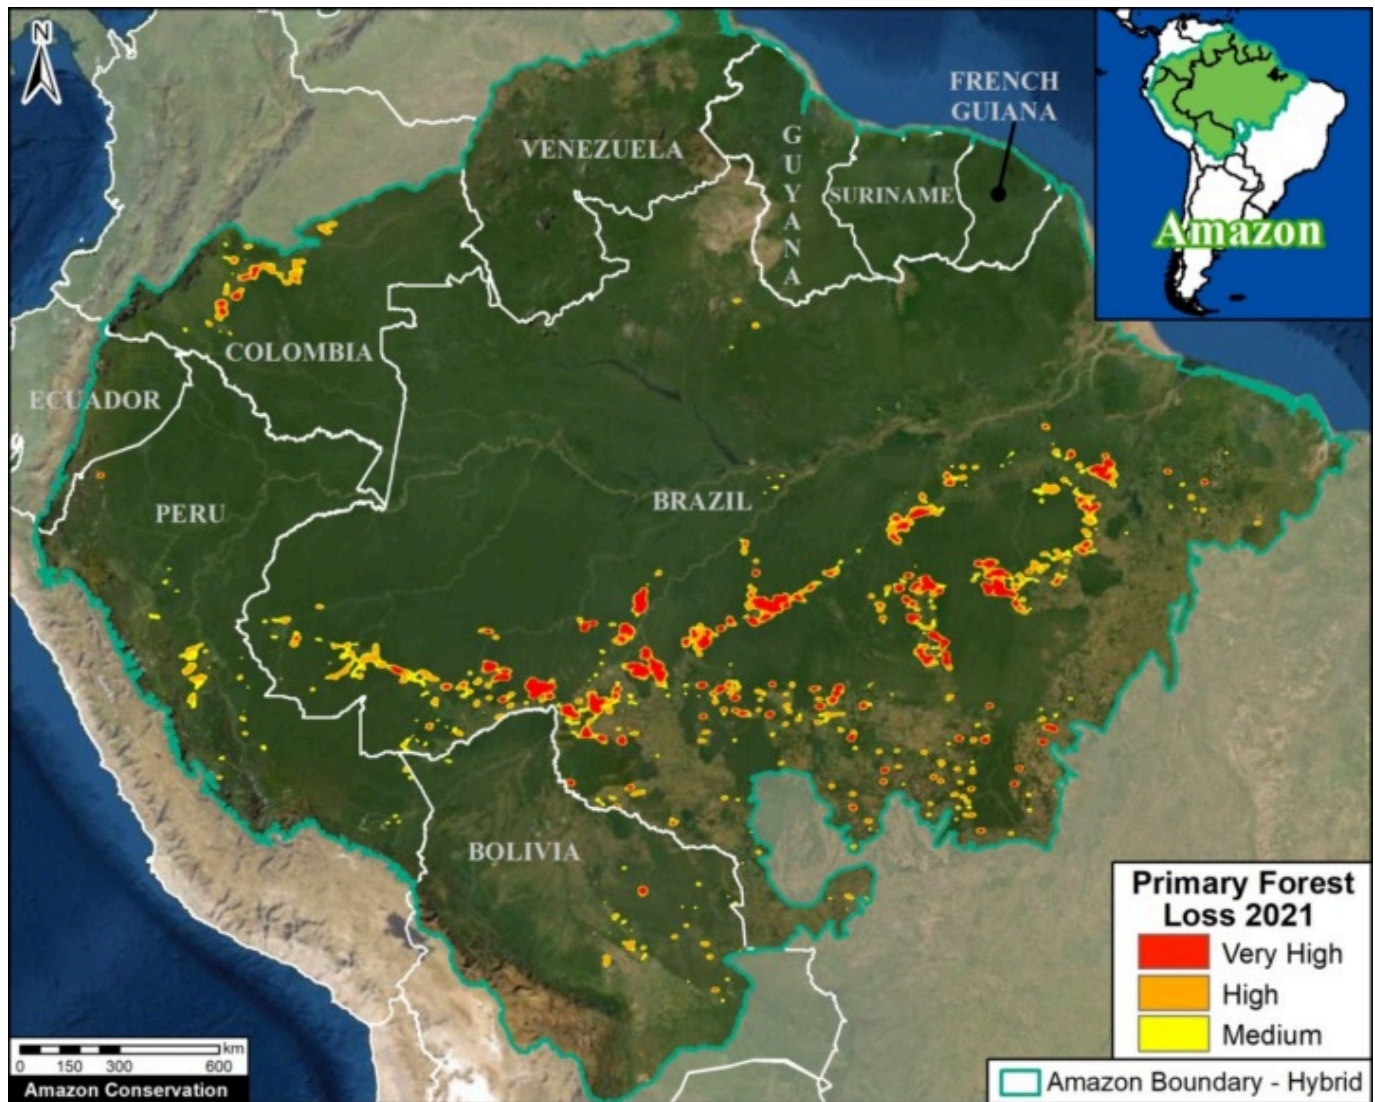 N
FRENCH
GUIANA
VENEZUELA
GUYANA
SURINAME
Amazon
COLOMBIA
ECUADOR
PERU
BRAZIL
BOLIVIA
Primary Forest
Loss 2021
Very High
High
Medium
km
0 150 300 600
Amazon Conservation
Amazon Boundary - Hybrid